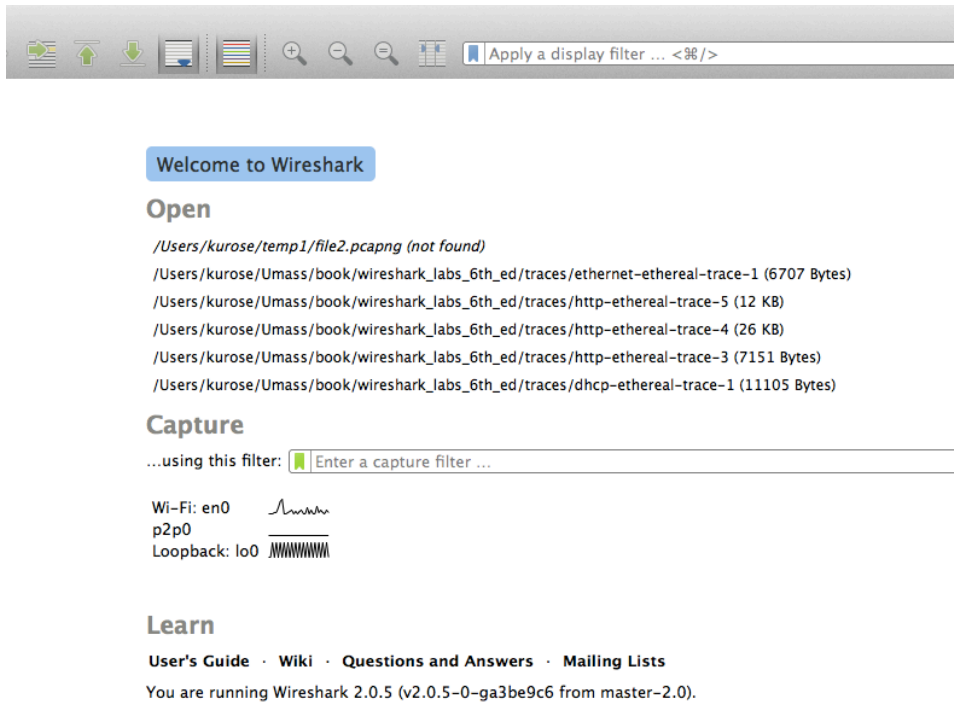 Apply a display filter ... <⌘/>
Welcome to Wireshark
Open
/Users/kurose/temp1/file2.pcapng (not found)
/Users/kurose/Umass/book/wireshark_labs_6th_ed/traces/ethernet-ethereal-trace-1 (6707 Bytes)
/Users/kurose/Umass/book/wireshark_labs_6th_ed/traces/http-ethereal-trace-5 (12 KB)
/Users/kurose/Umass/book/wireshark_labs_6th_ed/traces/http-ethereal-trace-4 (26 KB)
/Users/kurose/Umass/book/wireshark_labs_6th_ed/traces/http-ethereal-trace-3 (7151 Bytes)
/Users/kurose/Umass/book/wireshark_labs_6th_ed/traces/dhcp-ethereal-trace-1 (11105 Bytes)
Capture
...using this filter: Enter a capture filter ...
Wi-Fi: en0
p2p0
Loopback: lo0
Learn
User's Guide · Wiki · Questions and Answers · Mailing Lists
You are running Wireshark 2.0.5 (v2.0.5-0-ga3be9c6 from master-2.0).